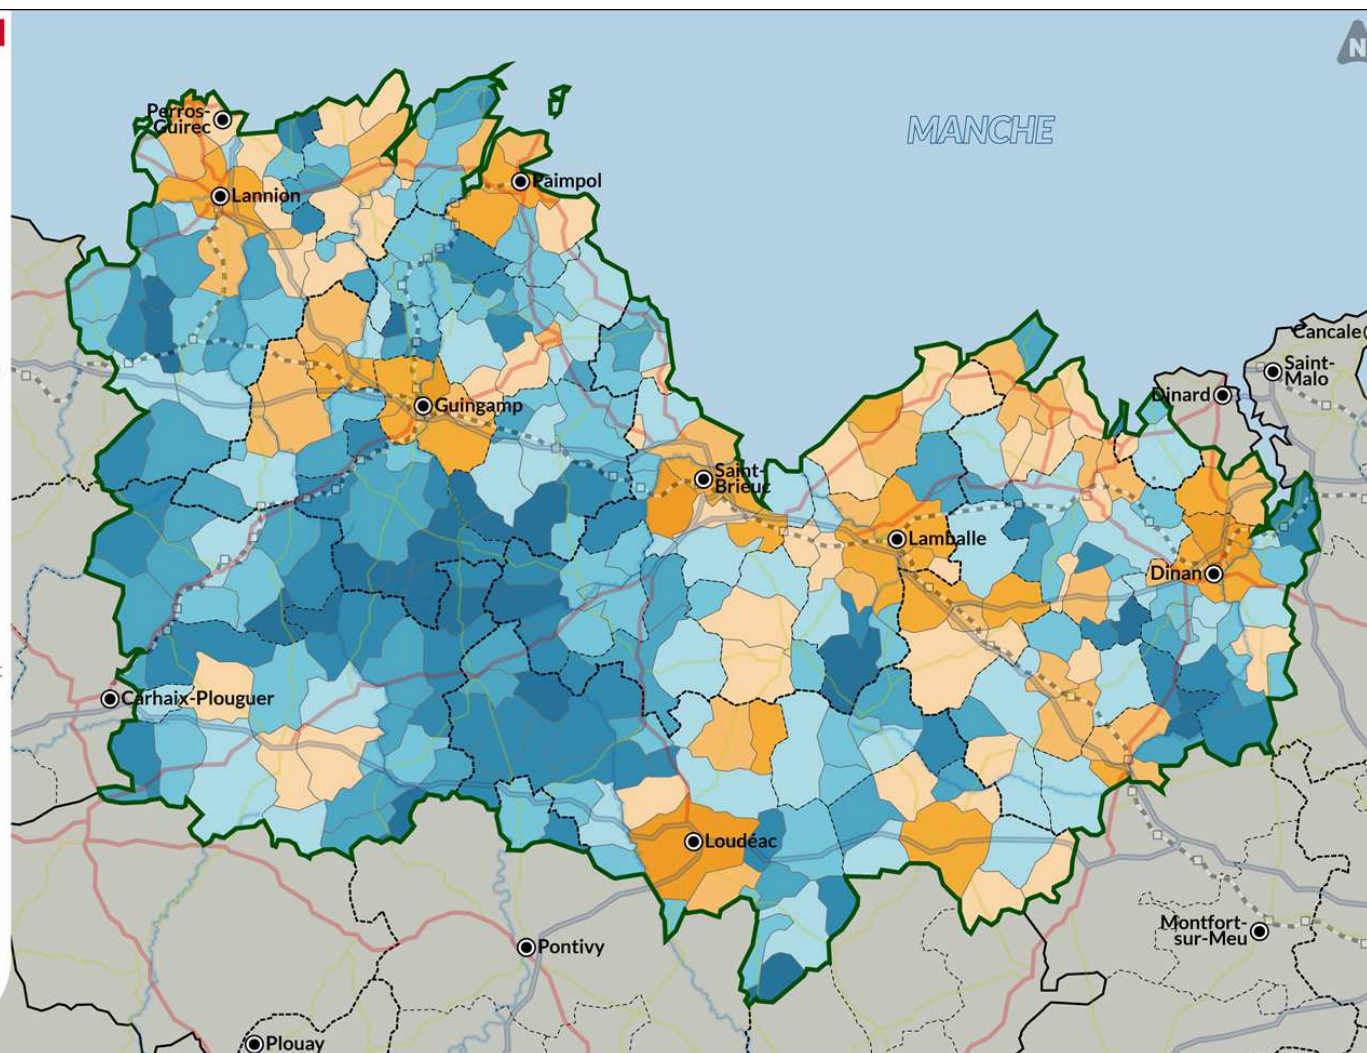 N
Perros-
Guirec
MANCHE
Lannion
Paimpol
Cancale
Saint-
Malo
Dinard
Guingamp
Saint-
Brieuc
Lamballe
Dinan
Carhaix-Plouguer
Loudéac
Montfort-
sur-Meu
Pontivy
Plouay